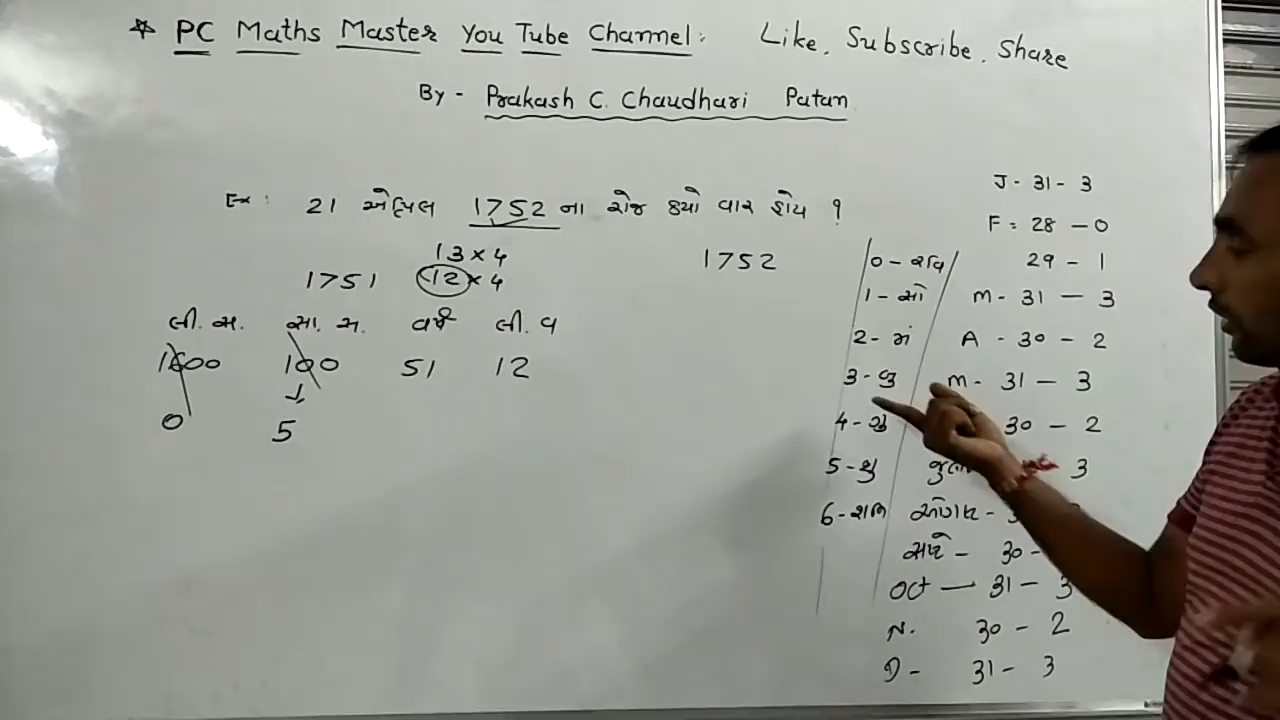 ☆ PC Maths Master You Tube Channel: Like, Subscribe, Share
By - Prakash C. Chaudhari Patan
Ex: 21 એપ્રિલ 1752 ના રોજ કયો વાર હોય ?
13 × 4
1751 12 × 4
લી. સ. સા. સ. વર્ષ લી. વ
1600 100 51 12
0 5
1752
0 - રવિ
1 - સો
2 - મં
3 - બુ
4 - ગુ
5 - શુ
6 - શનિ
J - 31 - 3
F = 28 - 0
29 - 1
M - 31 - 3
A - 30 - 2
M - 31 - 3
30 - 2
3
ઓગષ્ટ -
સપ્ટે - 30 -
Oct - 31 - 3
N. 30 - 2
D - 31 - 3